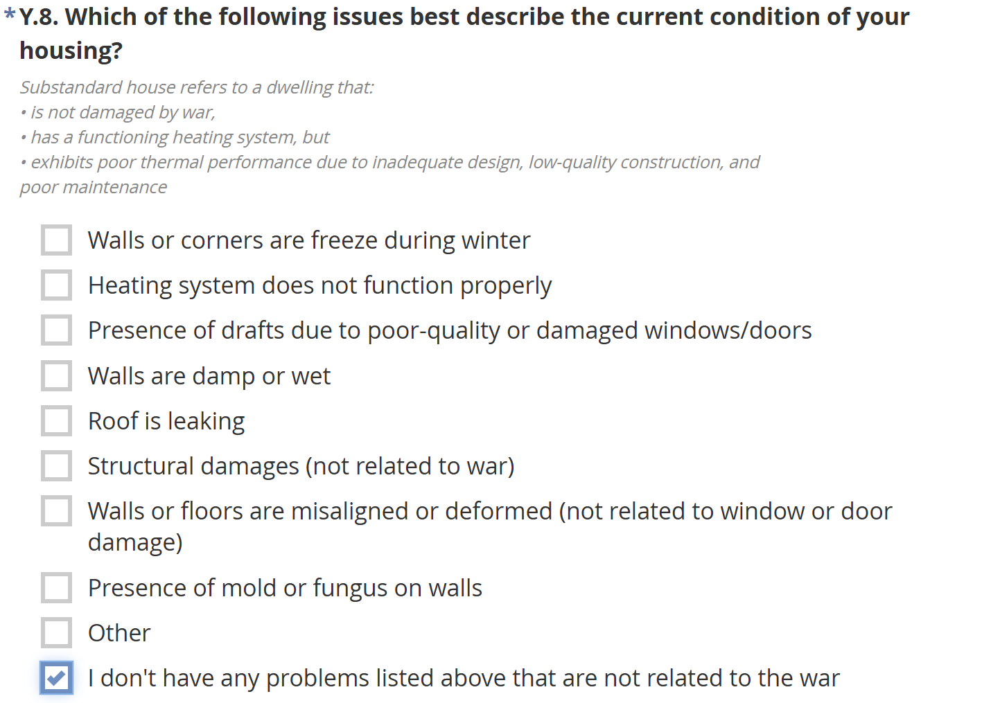 *Y.8. Which of the following issues best describe the current condition of your
housing?
Substandard house refers to a dwelling that:
• is not damaged by war,
• has a functioning heating system, but
• exhibits poor thermal performance due to inadequate design, low-quality construction, and
poor maintenance
Walls or corners are freeze during winter
Heating system does not function properly
Presence of drafts due to poor-quality or damaged windows/doors
Walls are damp or wet
Roof is leaking
Structural damages (not related to war)
Walls or floors are misaligned or deformed (not related to window or door
damage)
Presence of mold or fungus on walls
Other
I don't have any problems listed above that are not related to the war